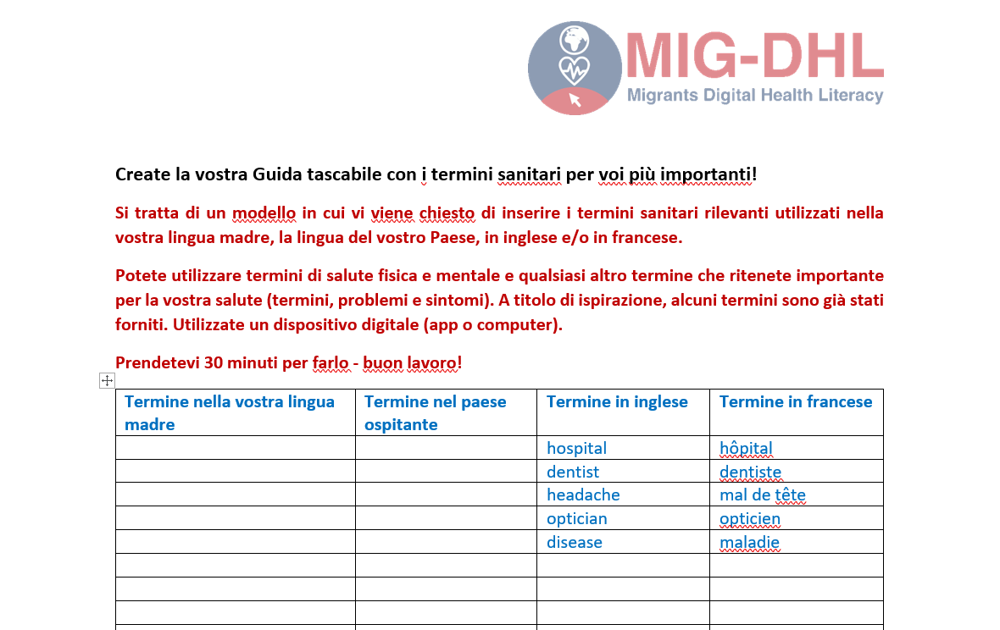 MIG-DHL
Migrants Digital Health Literacy
Create la vostra Guida tascabile con i termini sanitari per voi più importanti!
Si tratta di un modello in cui vi viene chiesto di inserire i termini sanitari rilevanti utilizzati nella
vostra lingua madre, la lingua del vostro Paese, in inglese e/o in francese.
Potete utilizzare termini di salute fisica e mentale e qualsiasi altro termine che ritenete importante
per la vostra salute (termini, problemi e sintomi). A titolo di ispirazione, alcuni termini sono già stati
forniti. Utilizzate un dispositivo digitale (app o computer).
Prendetevi 30 minuti per farlo - buon lavoro!
Termine nella vostra lingua madre
Termine nel paese ospitante
Termine in inglese
Termine in francese
hospital hôpital
dentist dentiste
headache mal de tête
optician opticien
disease maladie